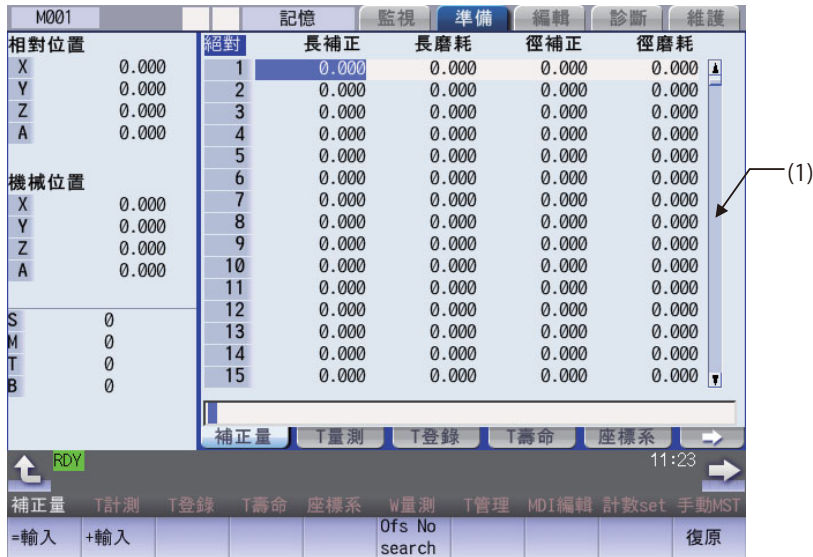 M001 記憶 監視 準備 編輯 診斷 維護
相對位置
X 0.000
Y 0.000
Z 0.000
A 0.000
機械位置
X 0.000
Y 0.000
Z 0.000
A 0.000
S 0
M 0
T 0
B 0
絕對 長補正 長磨耗 徑補正 徑磨耗
1 0.000 0.000 0.000 0.000
2 0.000 0.000 0.000 0.000
3 0.000 0.000 0.000 0.000
4 0.000 0.000 0.000 0.000
5 0.000 0.000 0.000 0.000
6 0.000 0.000 0.000 0.000
7 0.000 0.000 0.000 0.000
8 0.000 0.000 0.000 0.000
9 0.000 0.000 0.000 0.000
10 0.000 0.000 0.000 0.000
11 0.000 0.000 0.000 0.000
12 0.000 0.000 0.000 0.000
13 0.000 0.000 0.000 0.000
14 0.000 0.000 0.000 0.000
15 0.000 0.000 0.000 0.000
(1)
補正量 T量測 T登錄 T壽命 座標系
RDY 11:23
補正量 T計測 T登錄 T壽命 座標系 W量測 T管理 MDI編輯 計數set 手動MST
=輸入 +輸入 Ofs No search 復原